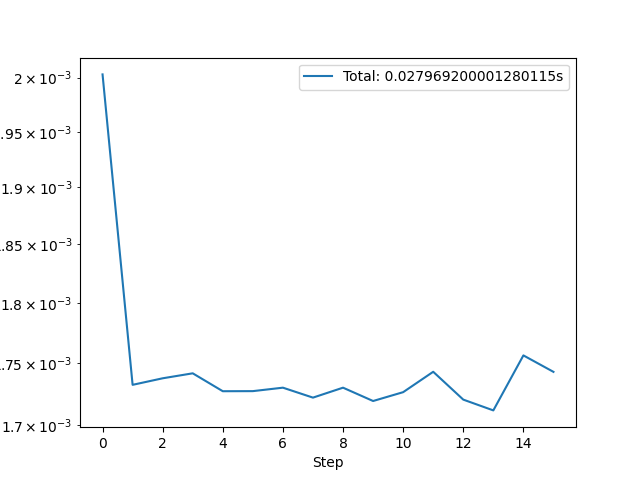 Total: 0.027969200001280115s
2 × 10⁻³
.95 × 10⁻³
1.9 × 10⁻³
.85 × 10⁻³
1.8 × 10⁻³
.75 × 10⁻³
1.7 × 10⁻³
0 2 4 6 8 10 12 14
Step